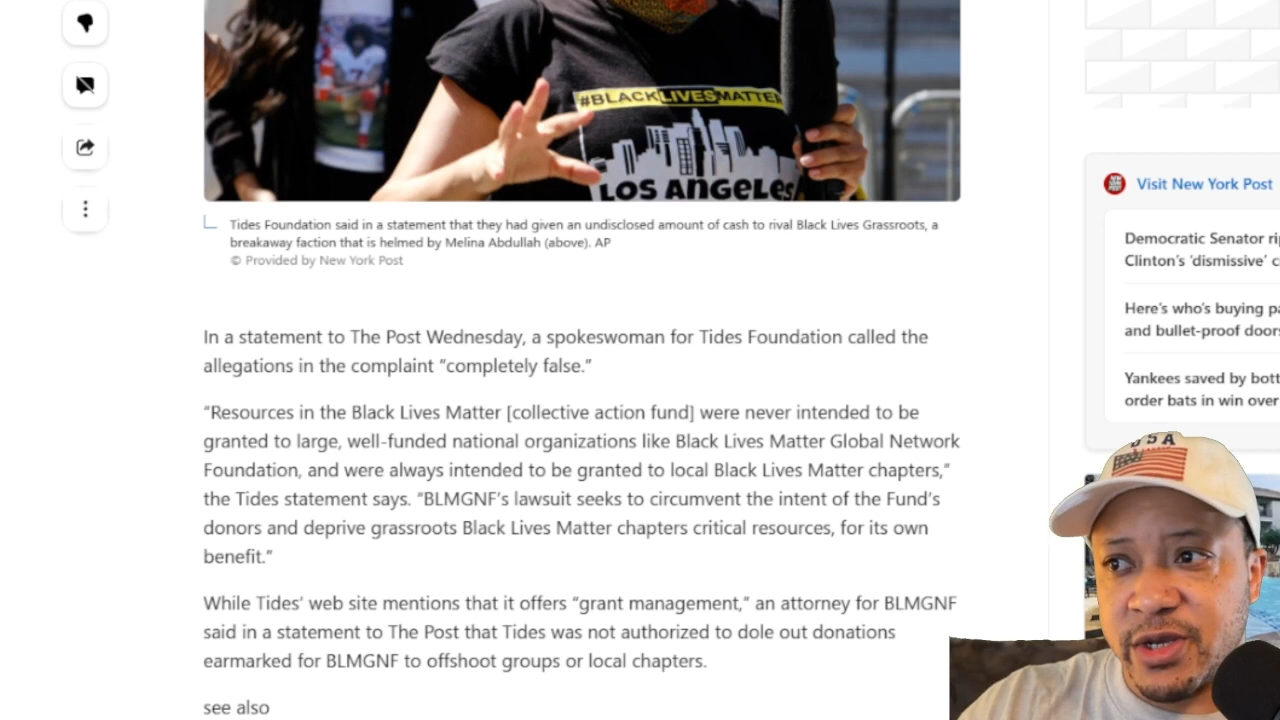 #BLACKLIVESMATTER
LOS ANGELES
Tides Foundation said in a statement that they had given an undisclosed amount of cash to rival Black Lives Grassroots, a
breakaway faction that is helmed by Melina Abdullah (above). AP
© Provided by New York Post
In a statement to The Post Wednesday, a spokeswoman for Tides Foundation called the
allegations in the complaint “completely false.”
“Resources in the Black Lives Matter [collective action fund] were never intended to be
granted to large, well-funded national organizations like Black Lives Matter Global Network
Foundation, and were always intended to be granted to local Black Lives Matter chapters,”
the Tides statement says. “BLMGNF’s lawsuit seeks to circumvent the intent of the Fund’s
donors and deprive grassroots Black Lives Matter chapters critical resources, for its own
benefit.”
While Tides’ web site mentions that it offers “grant management,” an attorney for BLMGNF
said in a statement to The Post that Tides was not authorized to dole out donations
earmarked for BLMGNF to offshoot groups or local chapters.
see also
Visit New York Post
Democratic Senator rip
Clinton’s ‘dismissive’ c
Here’s who’s buying pa
and bullet-proof doors
Yankees saved by bott
order bats in win over
USA